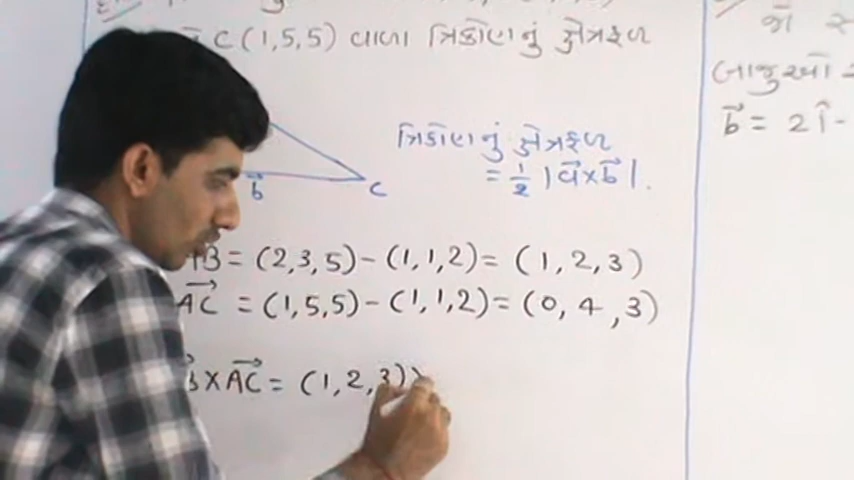 C(1,5,5) વાળા ત્રિકોણનું ક્ષેત્રફળ
ત્રિકોણનું ક્ષેત્રફળ
= 1/2 |a⃗×b⃗|.
b⃗
C
B = (2,3,5)-(1,1,2) = (1,2,3)
AC⃗ = (1,5,5)-(1,1,2) = (0,4,3)
B×AC⃗ = (1,2,3)×
જો
બાજુઓ
b⃗ = 2î-